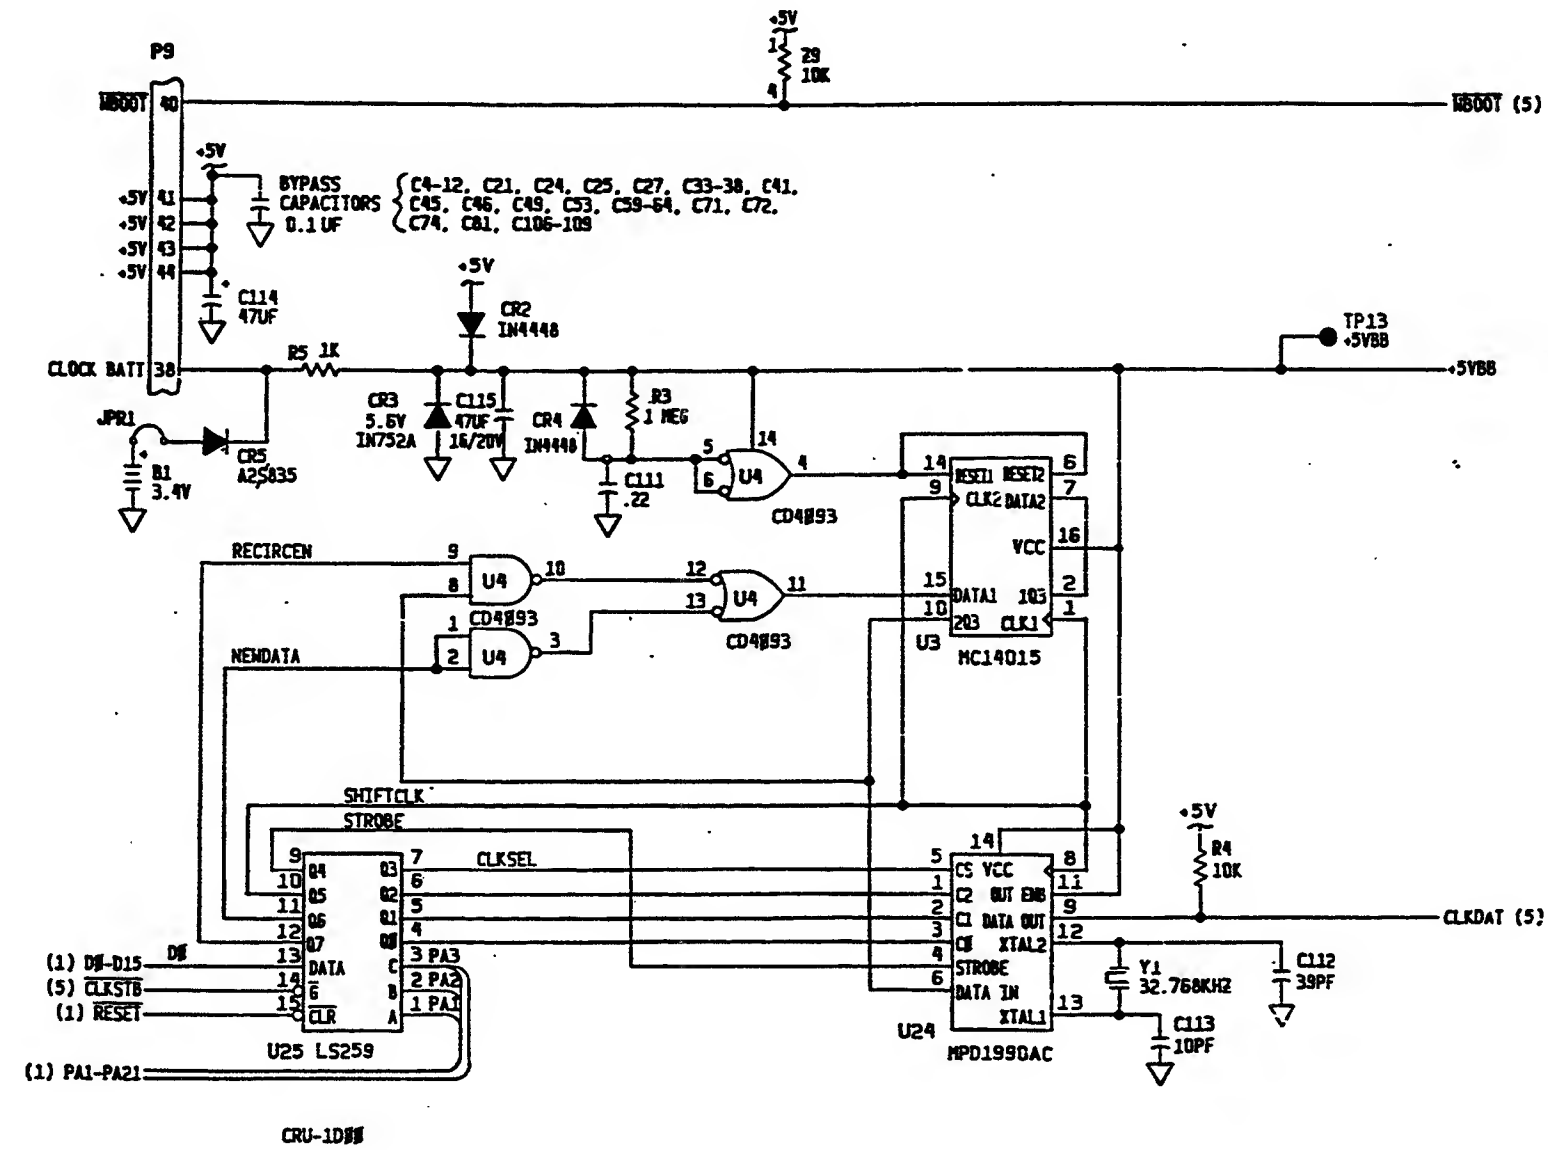 P9
+5V
1
29
10K
4
WBOOT 40
WBOOT (5)
+5V
BYPASS
CAPACITORS
0.1 UF
C4-12, C21, C24, C25, C27, C33-38, C41,
C45, C46, C49, C53, C59-64, C71, C72,
C74, C81, C106-109
+5V 41
+5V 42
+5V 43
+5V 44
+
C114
47UF
+5V
CR2
IN4448
TP13
+5VBB
CLOCK BATT 38
R5 1K
+5VBB
JPR1
+
B1
3.4V
CR5
A2S835
CR3
5.6V
IN752A
C115
47UF
16/20V
CR4
IN4448
R3
1 MEG
C111
.22
5
6
14
U4
4
CD4093
14 RESET1 RESET2 6
9 CLK2 DATA2 7
VCC 16
15 DATA1 1Q3 2
10 2Q3 CLK1 1
U3
MC14015
RECIRCEN
9
8
U4
10
CD4093
12
13
U4
11
CD4093
NEWDATA
1
2
U4
3
SHIFTCLK
STROBE
9 Q4 Q3 7 CLKSEL
10 Q5 Q2 6
11 Q6 Q1 5
12 Q7 Q0 4
(1) D0-D15 D0 13 DATA C 3 PA3
(5) CLKSTB 14 G B 2 PA2
(1) RESET 15 CLR A 1 PA1
U25 LS259
(1) PA1-PA21
14
5 CS VCC 8
1 C2 OUT ENB 11
2 C1 DATA OUT 9
3 C0 XTAL2 12
4 STROBE
6 DATA IN
XTAL1 13
U24
MPD1990AC
+5V
R4
10K
CLKDAT (5)
Y1
32.768KHZ
C112
39PF
C113
10PF
CRU-1D00